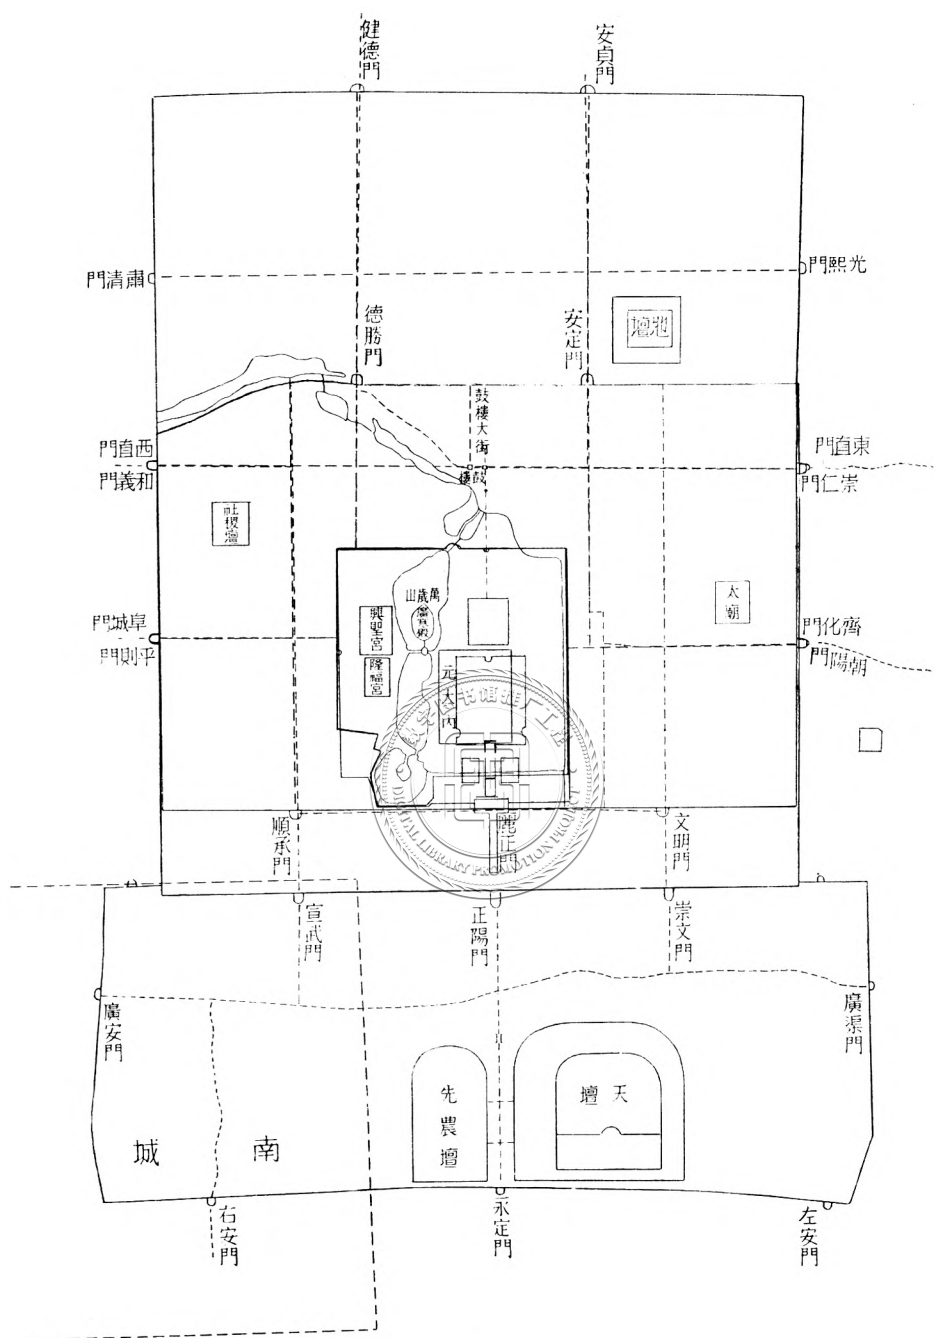 健德門
安貞門
肅清門
光熙門
地壇
德勝門
安定門
鼓樓大街
西直門
和義門
鼓樓
東直門
崇仁門
社稷壇
太廟
萬歲山
廣寒殿
興聖宮
隆福宮
元大內
阜城門
平則門
齊化門
朝陽門
順承門
麗正門
文明門
DIGITAL LIBRARY PROMOTION PROJECT
宣武門
正陽門
崇文門
廣安門
廣渠門
先農壇
天壇
南城
右安門
永定門
左安門